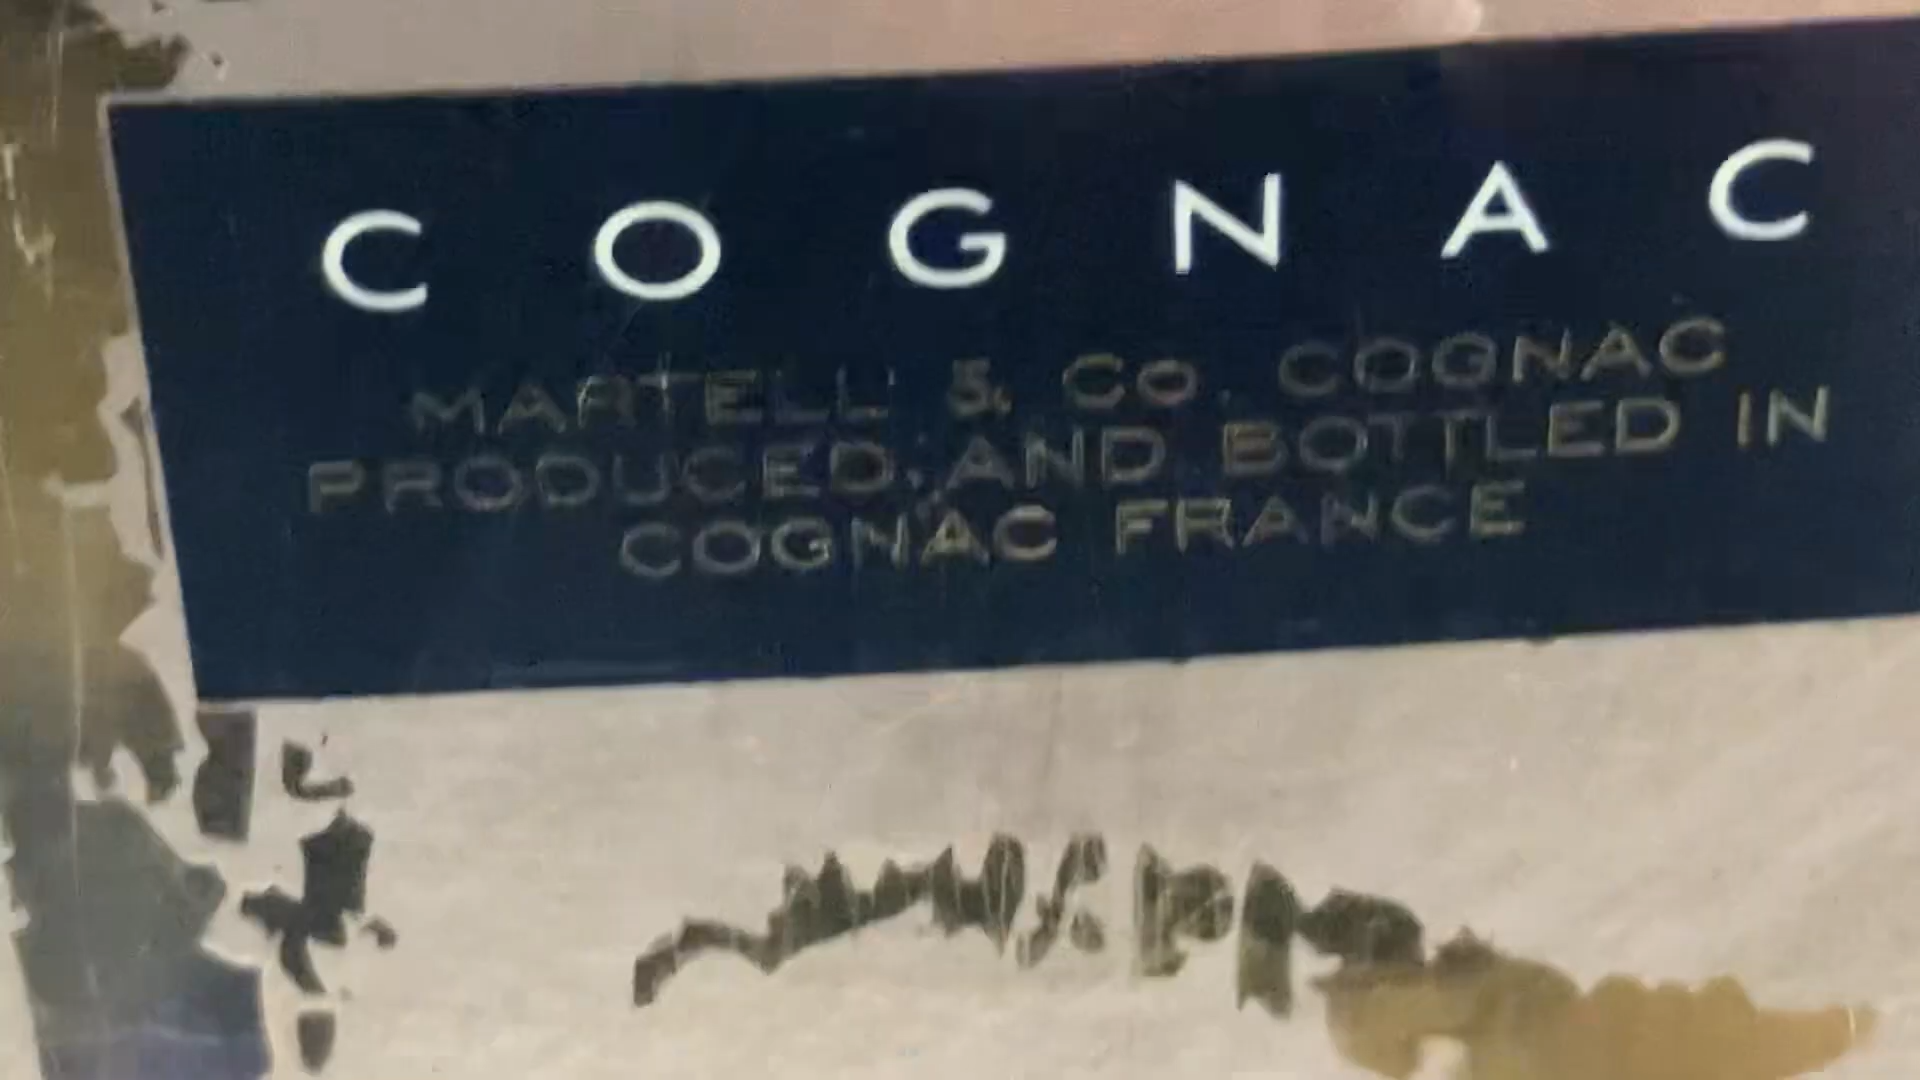 COGNAC
MARTELL & Co. COGNAC
PRODUCED AND BOTTLED IN
COGNAC FRANCE